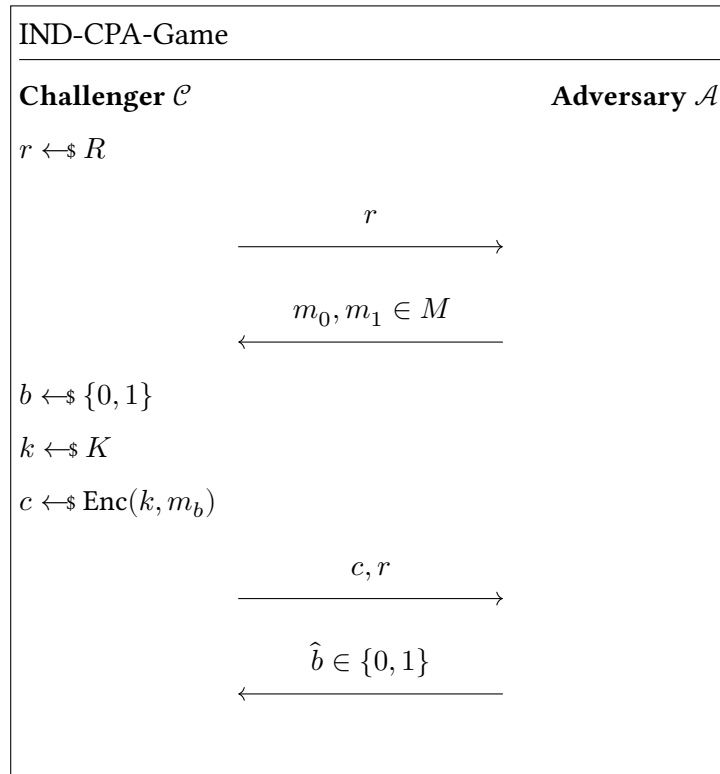 IND-CPA-Game
Challenger 𝒞 Adversary 𝒜
r ←$ R
r
m₀, m₁ ∈ M
b ←$ {0, 1}
k ←$ K
c ←$ Enc(k, m_b)
c, r
b̂ ∈ {0, 1}